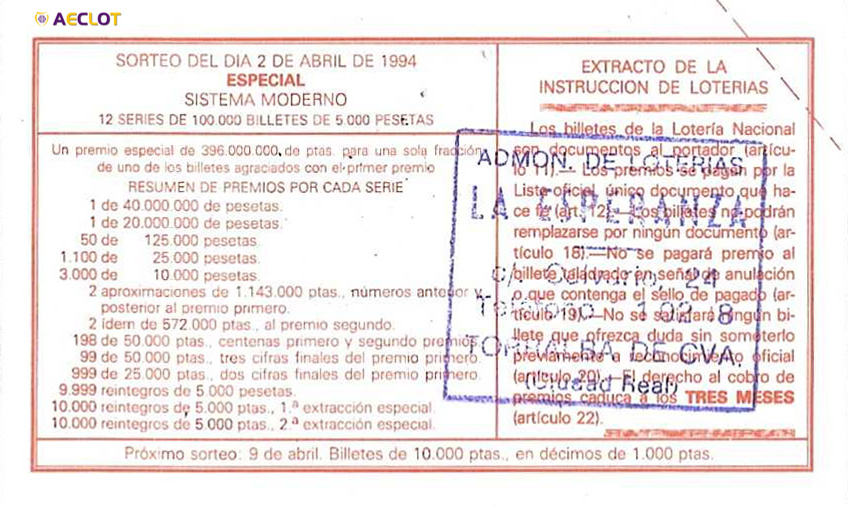 AECLOT
SORTEO DEL DIA 2 DE ABRIL DE 1994
ESPECIAL
SISTEMA MODERNO
12 SERIES DE 100.000 BILLETES DE 5.000 PESETAS
Un premio especial de 396.000.000, de ptas. para una sola fracción
de uno de los billetes agraciados con el primer premio
RESUMEN DE PREMIOS POR CADA SERIE
1 de 40.000.000 de pesetas.
1 de 20.000.000 de pesetas.
50 de 125.000 pesetas.
1.100 de 25.000 pesetas.
3.000 de 10.000 pesetas.
2 aproximaciones de 1.143.000 ptas., números anterior y
posterior al premio primero.
2 ídem de 572.000 ptas., al premio segundo.
198 de 50.000 ptas., centenas primero y segundo premios.
99 de 50.000 ptas., tres cifras finales del premio primero.
999 de 25.000 ptas., dos cifras finales del premio primero.
9.999 reintegros de 5.000 pesetas.
10.000 reintegros de 5.000 ptas., 1.ª extracción especial.
10.000 reintegros de 5.000 ptas., 2.ª extracción especial.
EXTRACTO DE LA
INSTRUCCION DE LOTERIAS
Los billetes de la Lotería Nacional
son documentos al portador (artícu-
lo 11).— Los premios se pagan por la
Lista oficial, único documento que ha-
ce fe (art. 12).—Los billetes no podrán
remplazarse por ningún documento (ar-
tículo 18).—No se pagará premio al
billete taladrado en señal de anulación
o que contenga el sello de pagado (ar-
tículo 19).—No se satisfará ningún bi-
llete que ofrezca duda sin someterlo
previamente a reconocimiento oficial
(artículo 20).—El derecho al cobro de
premios caduca a los TRES MESES
(artículo 22).
ADMON. DE LOTERIAS
LA ESPERANZA
C/ 24
Teléfono 8
TORRALBA DE CVA.
(Ciudad Real)
Próximo sorteo: 9 de abril. Billetes de 10.000 ptas., en décimos de 1.000 ptas.